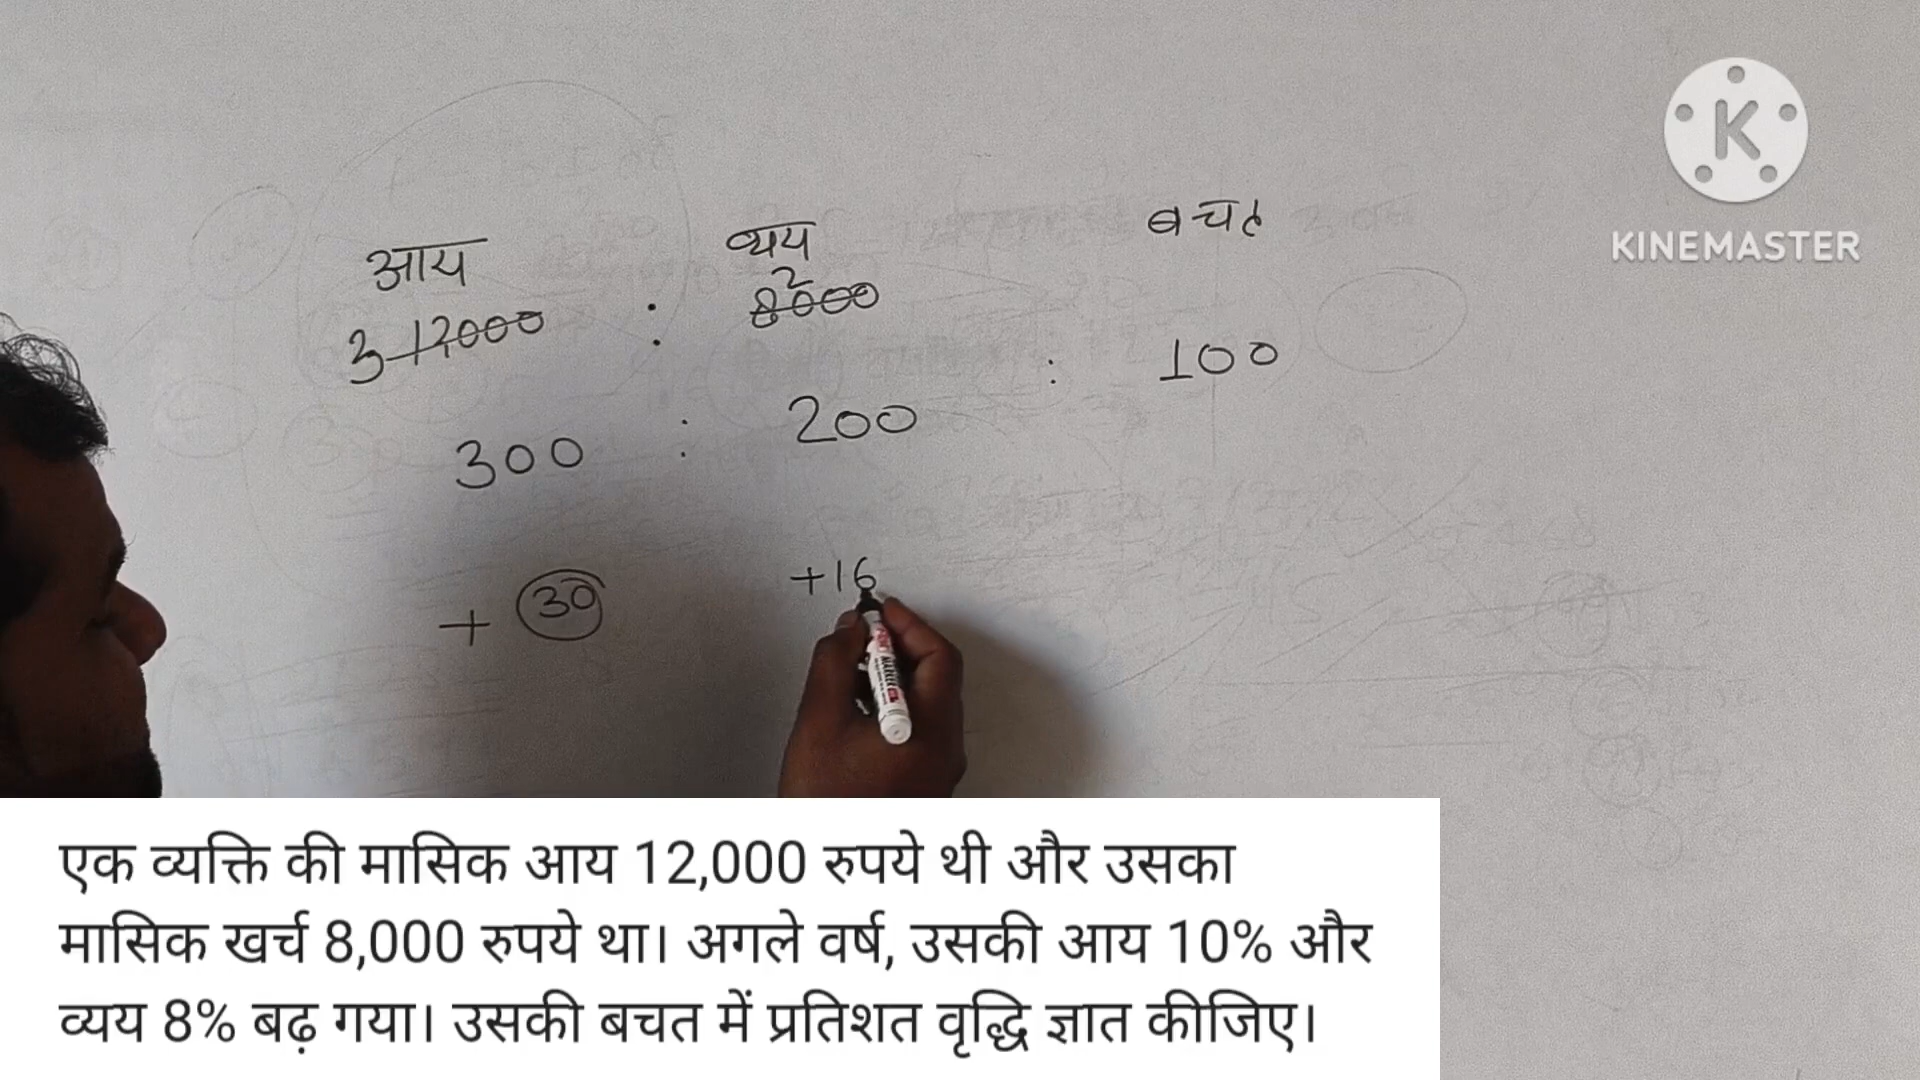 KINEMASTER
आय व्यय बचत
3 12000 : 8000 2
300 : 200 : 100
+ 30 +16
एक व्यक्ति की मासिक आय 12,000 रुपये थी और उसका
मासिक खर्च 8,000 रुपये था। अगले वर्ष, उसकी आय 10% और
व्यय 8% बढ़ गया। उसकी बचत में प्रतिशत वृद्धि ज्ञात कीजिए।